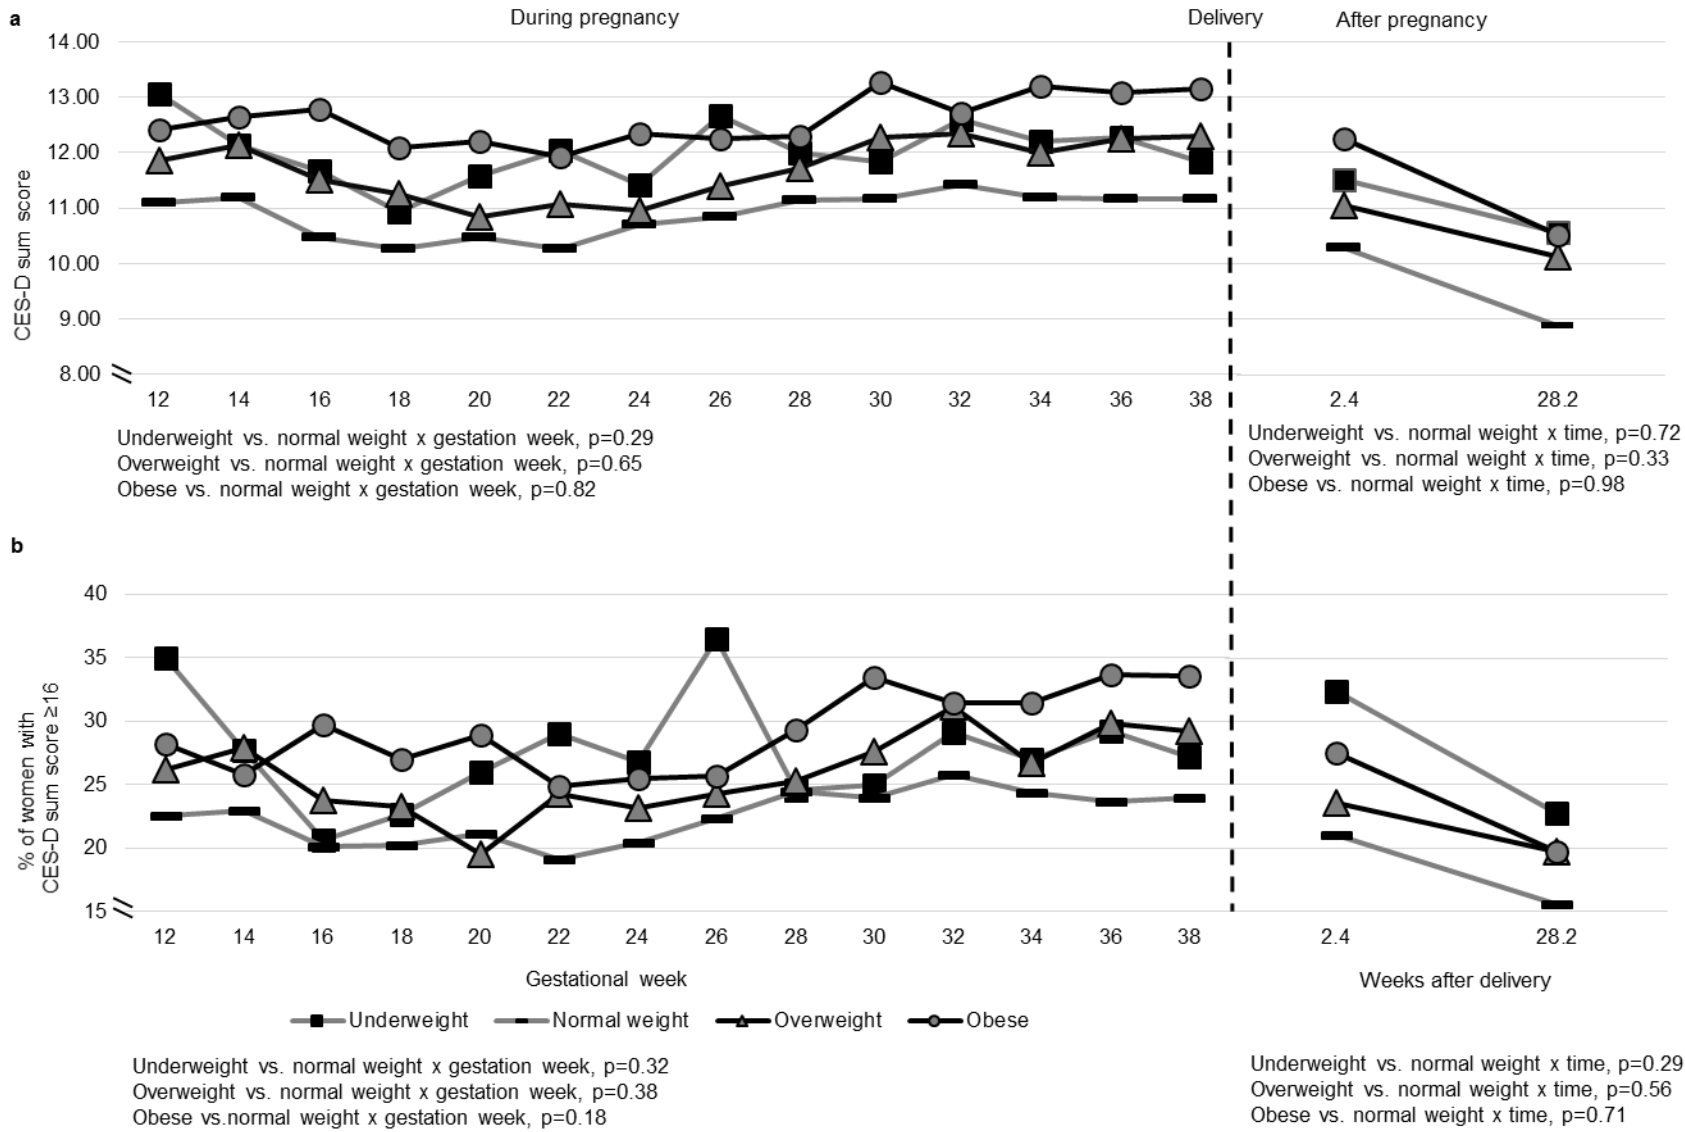 a
During pregnancy
Delivery
After pregnancy
CES-D sum score
14.00
13.00
12.00
11.00
10.00
9.00
8.00
12 14 16 18 20 22 24 26 28 30 32 34 36 38
2.4 28.2
Underweight vs. normal weight x gestation week, p=0.29
Overweight vs. normal weight x gestation week, p=0.65
Obese vs. normal weight x gestation week, p=0.82
Underweight vs. normal weight x time, p=0.72
Overweight vs. normal weight x time, p=0.33
Obese vs. normal weight x time, p=0.98
b
% of women with
CES-D sum score ≥16
40
35
30
25
20
15
12 14 16 18 20 22 24 26 28 30 32 34 36 38
2.4 28.2
Gestational week
Weeks after delivery
Underweight Normal weight Overweight Obese
Underweight vs. normal weight x gestation week, p=0.32
Overweight vs. normal weight x gestation week, p=0.38
Obese vs.normal weight x gestation week, p=0.18
Underweight vs. normal weight x time, p=0.29
Overweight vs. normal weight x time, p=0.56
Obese vs. normal weight x time, p=0.71